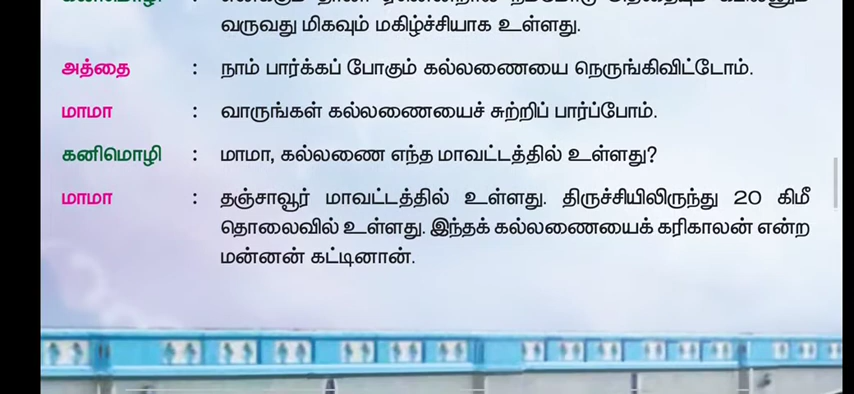 வருவது மிகவும் மகிழ்ச்சியாக உள்ளது.
அத்தை : நாம் பார்க்கப் போகும் கல்லணையை நெருங்கிவிட்டோம்.
மாமா : வாருங்கள் கல்லணையைச் சுற்றிப் பார்ப்போம்.
கனிமொழி : மாமா, கல்லணை எந்த மாவட்டத்தில் உள்ளது?
மாமா : தஞ்சாவூர் மாவட்டத்தில் உள்ளது. திருச்சியிலிருந்து 20 கிமீ
தொலைவில் உள்ளது. இந்தக் கல்லணையைக் கரிகாலன் என்ற
மன்னன் கட்டினான்.